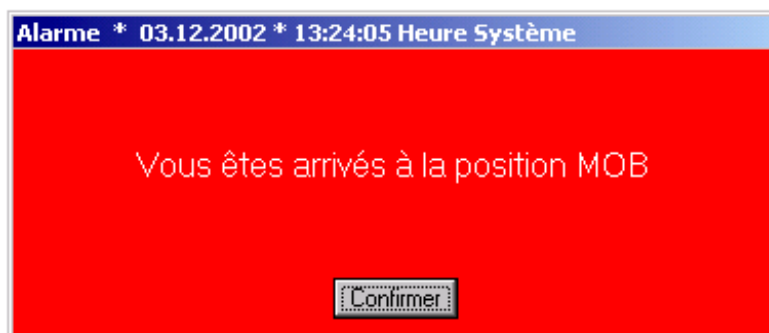 Alarme * 03.12.2002 * 13:24:05 Heure Système
Vous êtes arrivés à la position MOB
Confirmer